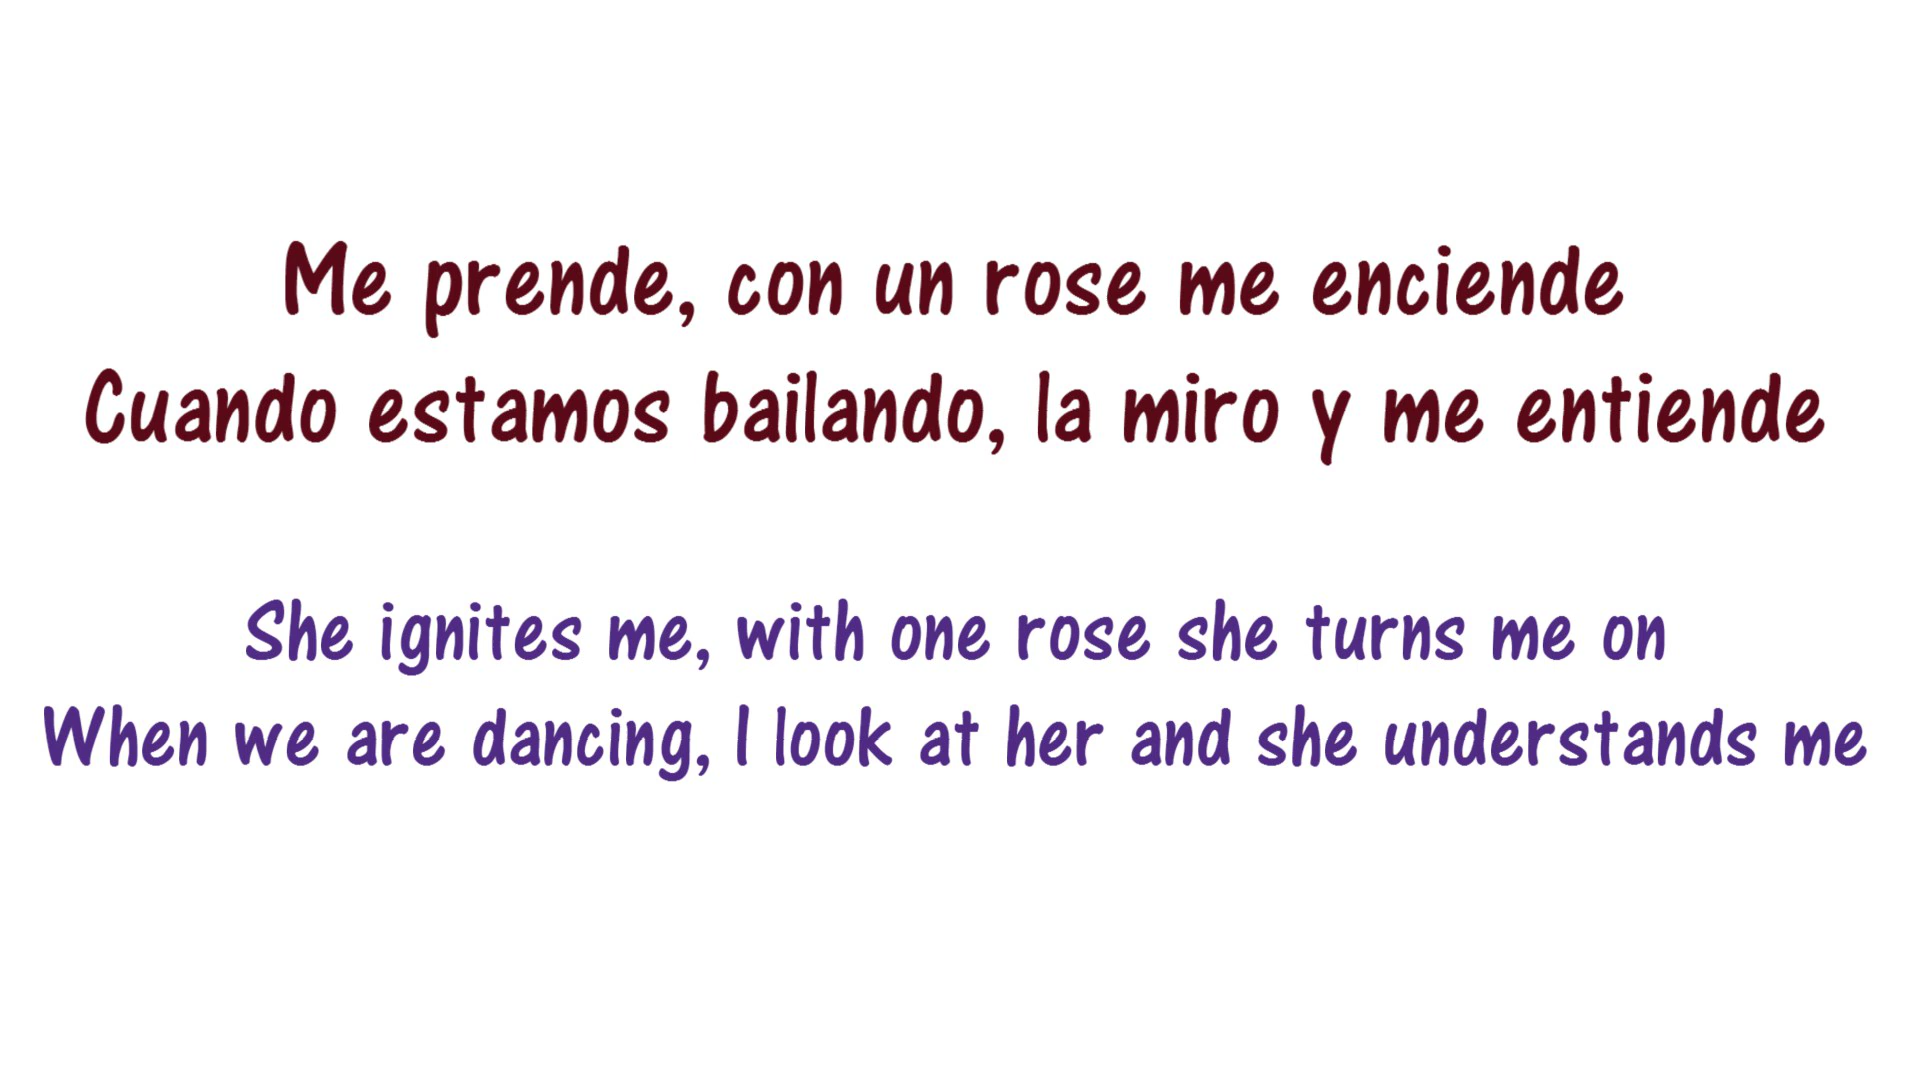 Me prende, con un rose me enciende
Cuando estamos bailando, la miro y me entiende
She ignites me, with one rose she turns me on
When we are dancing, I look at her and she understands me